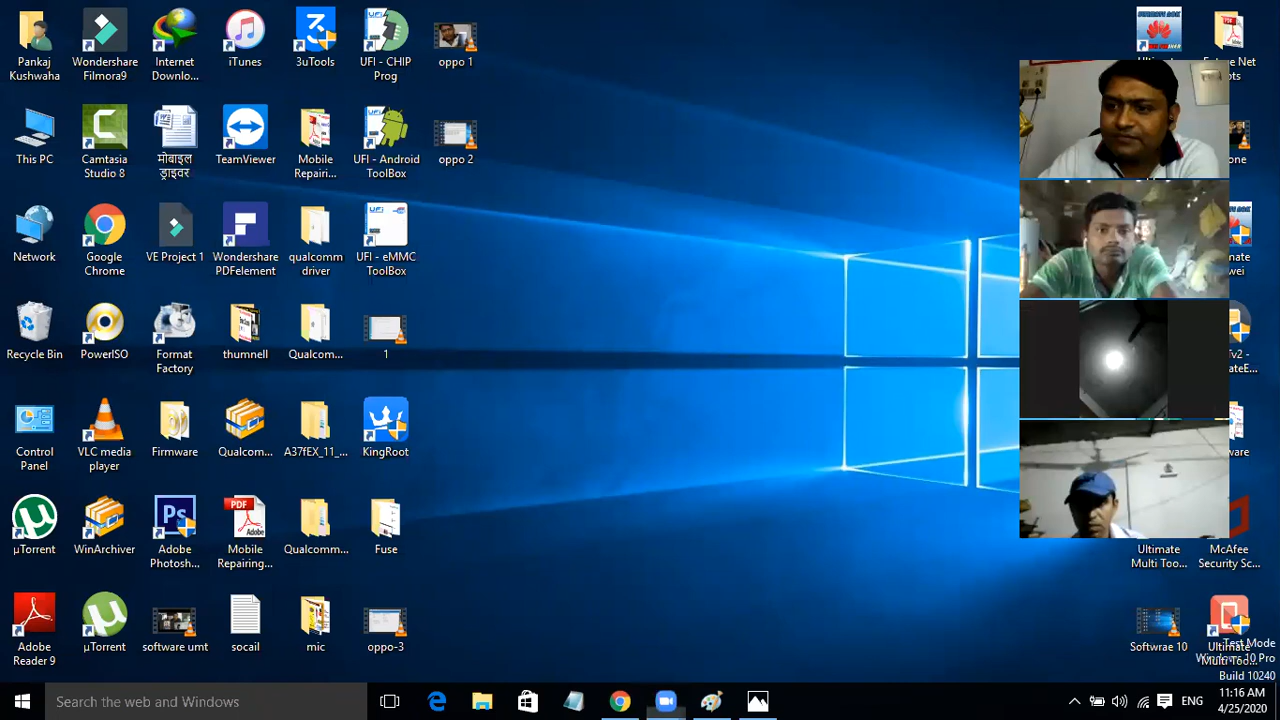 Pankaj
Kushwaha
Wondershare
Filmora9
Internet
Downlo...
iTunes
3uTools
UFI - CHIP
Prog
oppo 1
This PC
Camtasia
Studio 8
मोबाइल
ड्राइवर
TeamViewer
Mobile
Repairi...
UFI - Android
ToolBox
oppo 2
Network
Google
Chrome
VE Project 1
Wondershare
PDFelement
qualcomm
driver
UFI - eMMC
ToolBox
Recycle Bin
PowerISO
Format
Factory
thumnell
Qualcom...
1
Control
Panel
VLC media
player
Firmware
Qualcom...
A37fEX_11_...
KingRoot
µTorrent
WinArchiver
Adobe
Photosh...
Mobile
Repairing...
Qualcomm...
Fuse
Adobe
Reader 9
µTorrent
software umt
socail
mic
oppo-3
Ultimate
Multi Too...
McAfee
Security Sc...
Softwrae 10
Ultimate
Multi Too...
Test Mode
Windows 10 Pro
Build 10240
Search the web and Windows
ENG
11:16 AM
4/25/2020